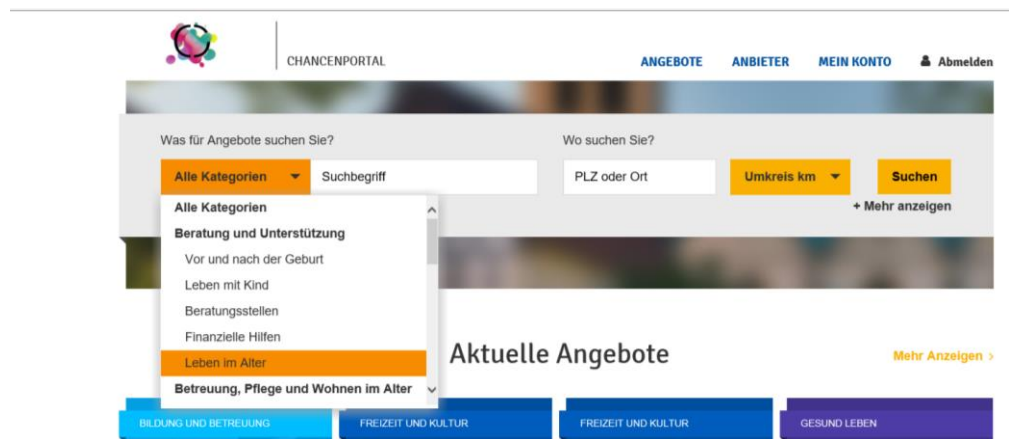 CHANCENPORTAL
ANGEBOTE ANBIETER MEIN KONTO Abmelden
Was für Angebote suchen Sie? Wo suchen Sie?
Alle Kategorien Suchbegriff PLZ oder Ort Umkreis km Suchen
Alle Kategorien
+ Mehr anzeigen
Beratung und Unterstützung
Vor und nach der Geburt
Leben mit Kind
Beratungsstellen
Finanzielle Hilfen
Leben im Alter
Aktuelle Angebote Mehr Anzeigen >
Betreuung, Pflege und Wohnen im Alter
BILDUNG UND BETREUUNG FREIZEIT UND KULTUR FREIZEIT UND KULTUR GESUND LEBEN